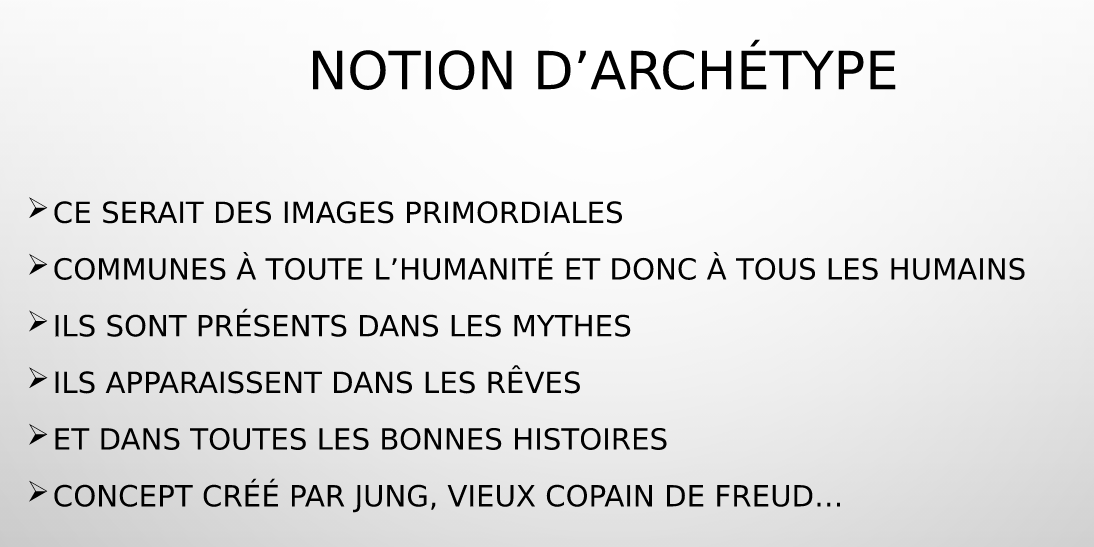 NOTION D’ARCHÉTYPE
CE SERAIT DES IMAGES PRIMORDIALES
COMMUNES À TOUTE L’HUMANITÉ ET DONC À TOUS LES HUMAINS
ILS SONT PRÉSENTS DANS LES MYTHES
ILS APPARAISSENT DANS LES RÊVES
ET DANS TOUTES LES BONNES HISTOIRES
CONCEPT CRÉÉ PAR JUNG, VIEUX COPAIN DE FREUD…